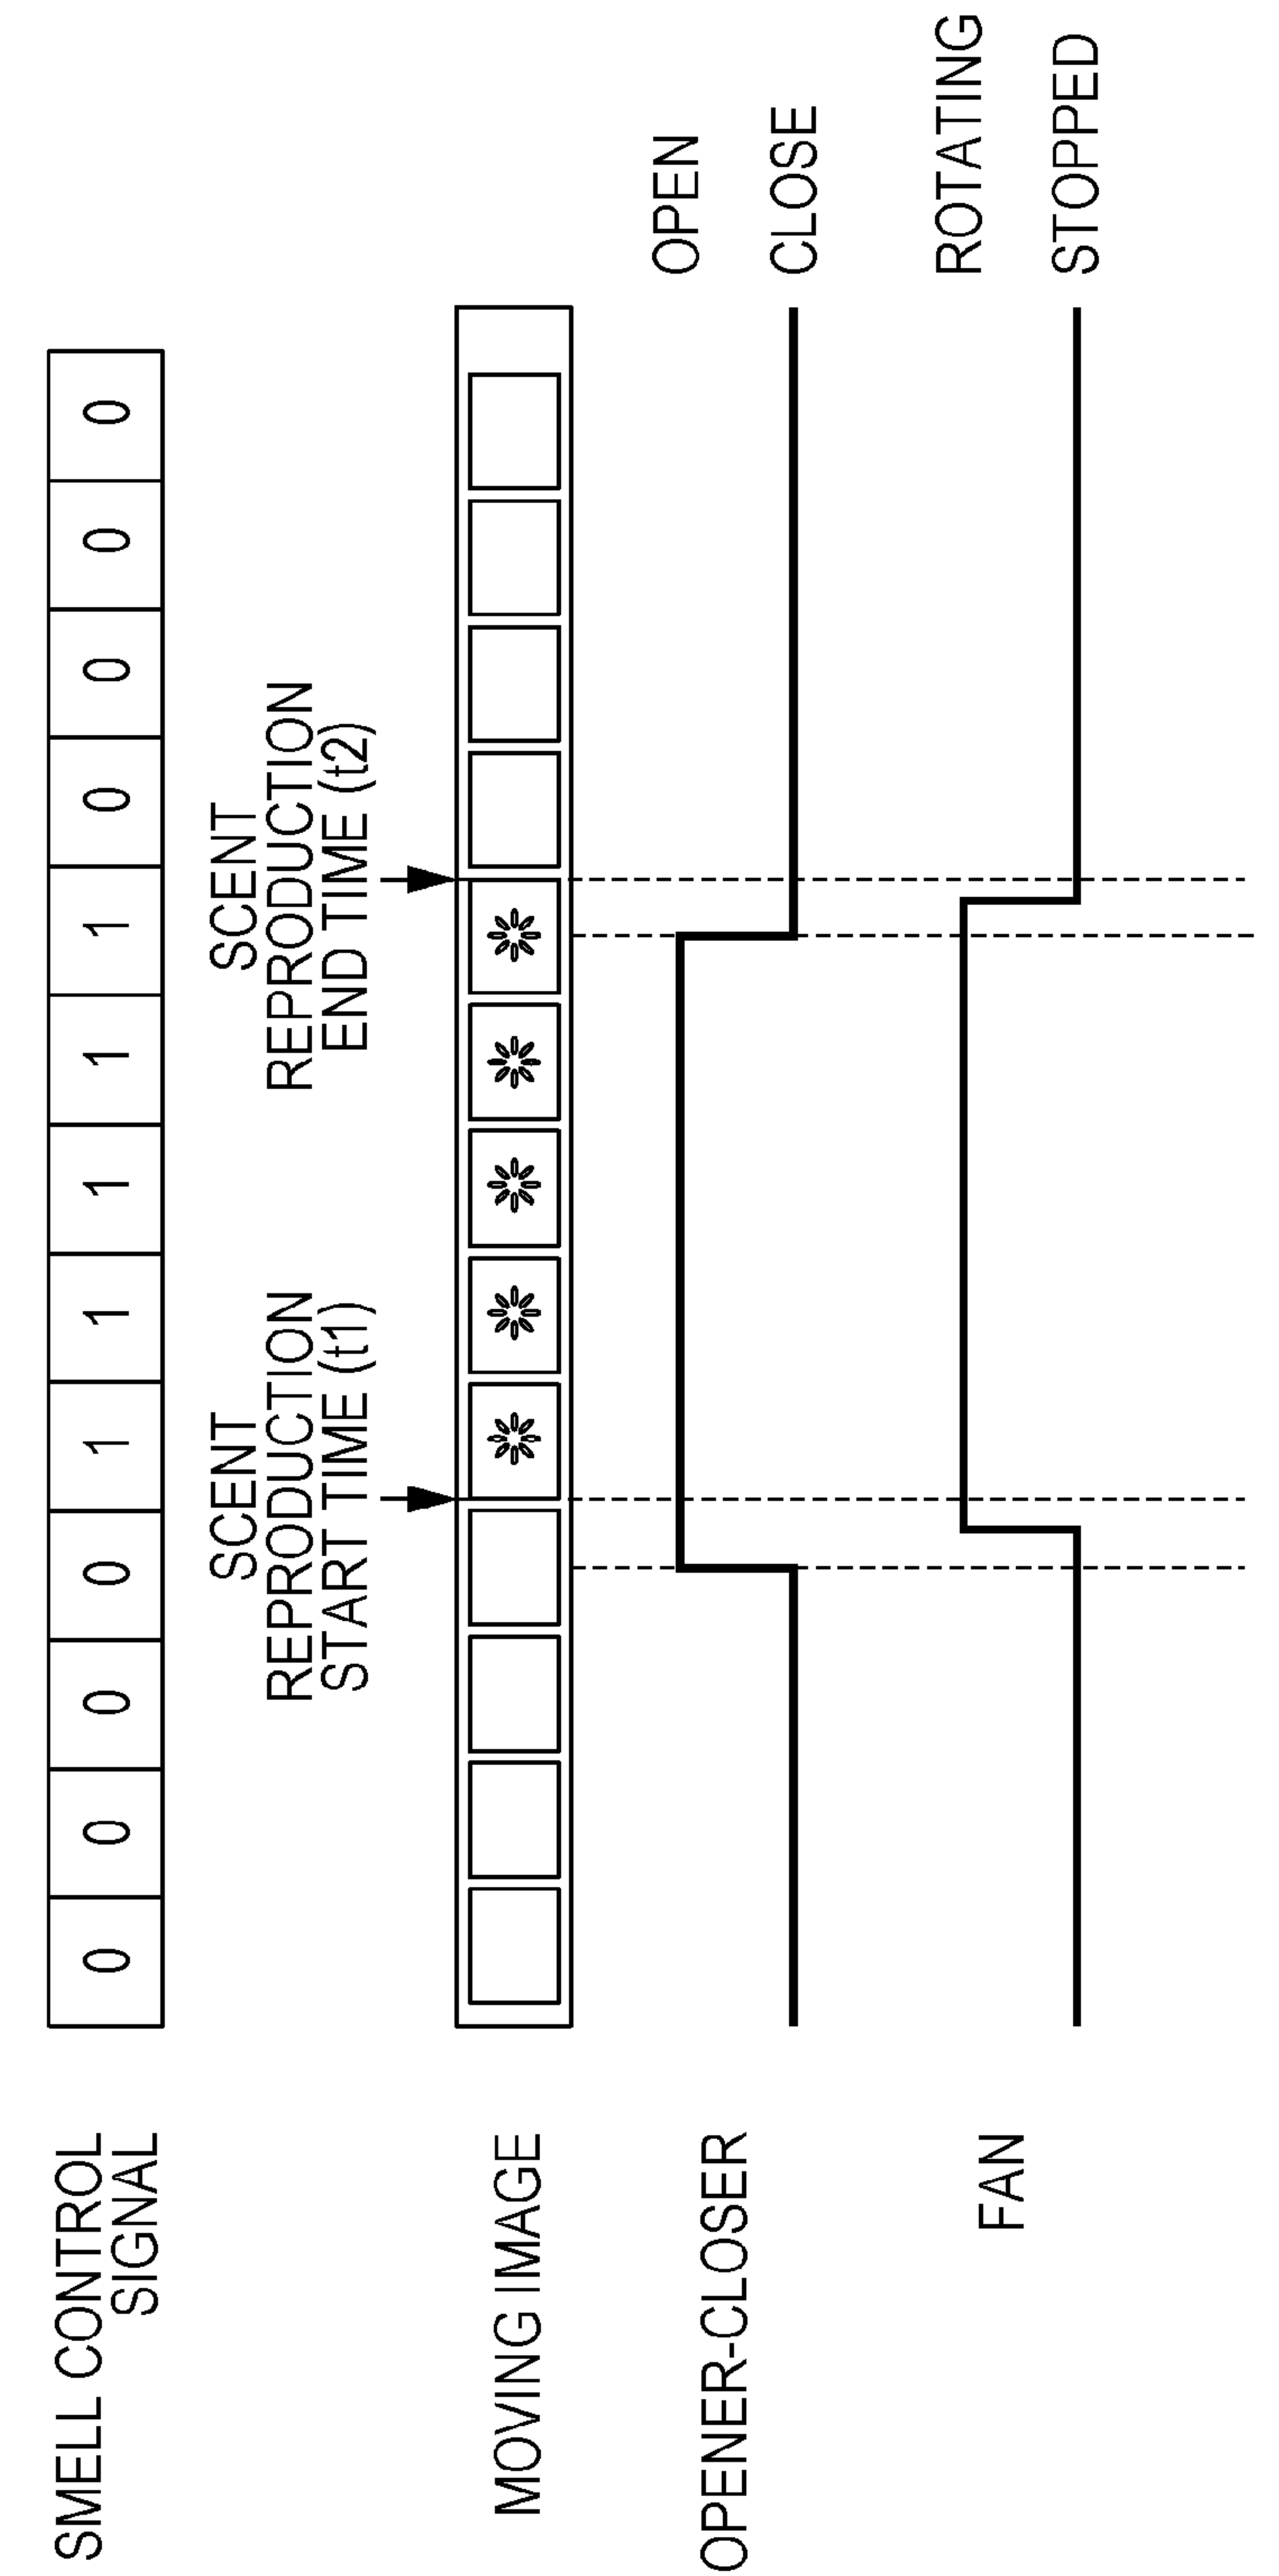 SMELL CONTROL
SIGNAL
0 0 0 0 1 1 1 1 1 0 0 0 0
SCENT
REPRODUCTION
START TIME (t1)
SCENT
REPRODUCTION
END TIME (t2)
MOVING IMAGE
OPENER-CLOSER
OPEN
CLOSE
FAN
ROTATING
STOPPED